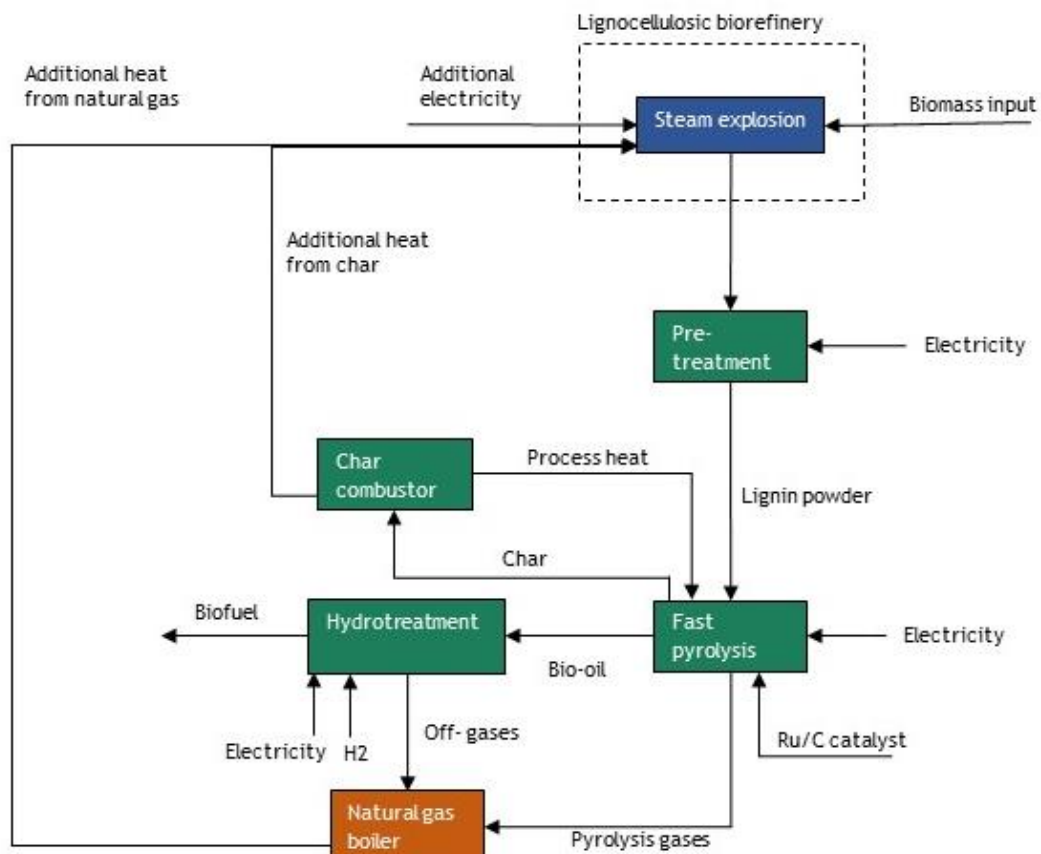 Lignocellulosic biorefinery
Additional heat
from natural gas
Additional
electricity
Steam explosion
Biomass input
Additional heat
from char
Pre-
treatment
Electricity
Char
combustor
Process heat
Lignin powder
Char
Biofuel
Hydrotreatment
Fast
pyrolysis
Electricity
Bio-oil
Electricity
H2
Off- gases
Ru/C catalyst
Natural gas
boiler
Pyrolysis gases